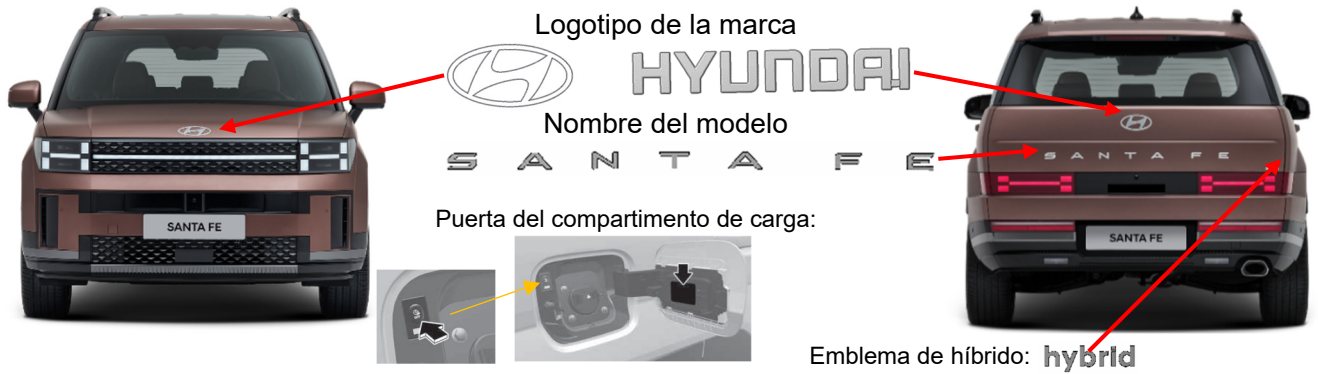 Logotipo de la marca
HYUNDAI
Nombre del modelo
SANTA FE
SANTA FE
Puerta del compartimento de carga:
SANTA FE
SANTA FE
Emblema de híbrido: hybrid